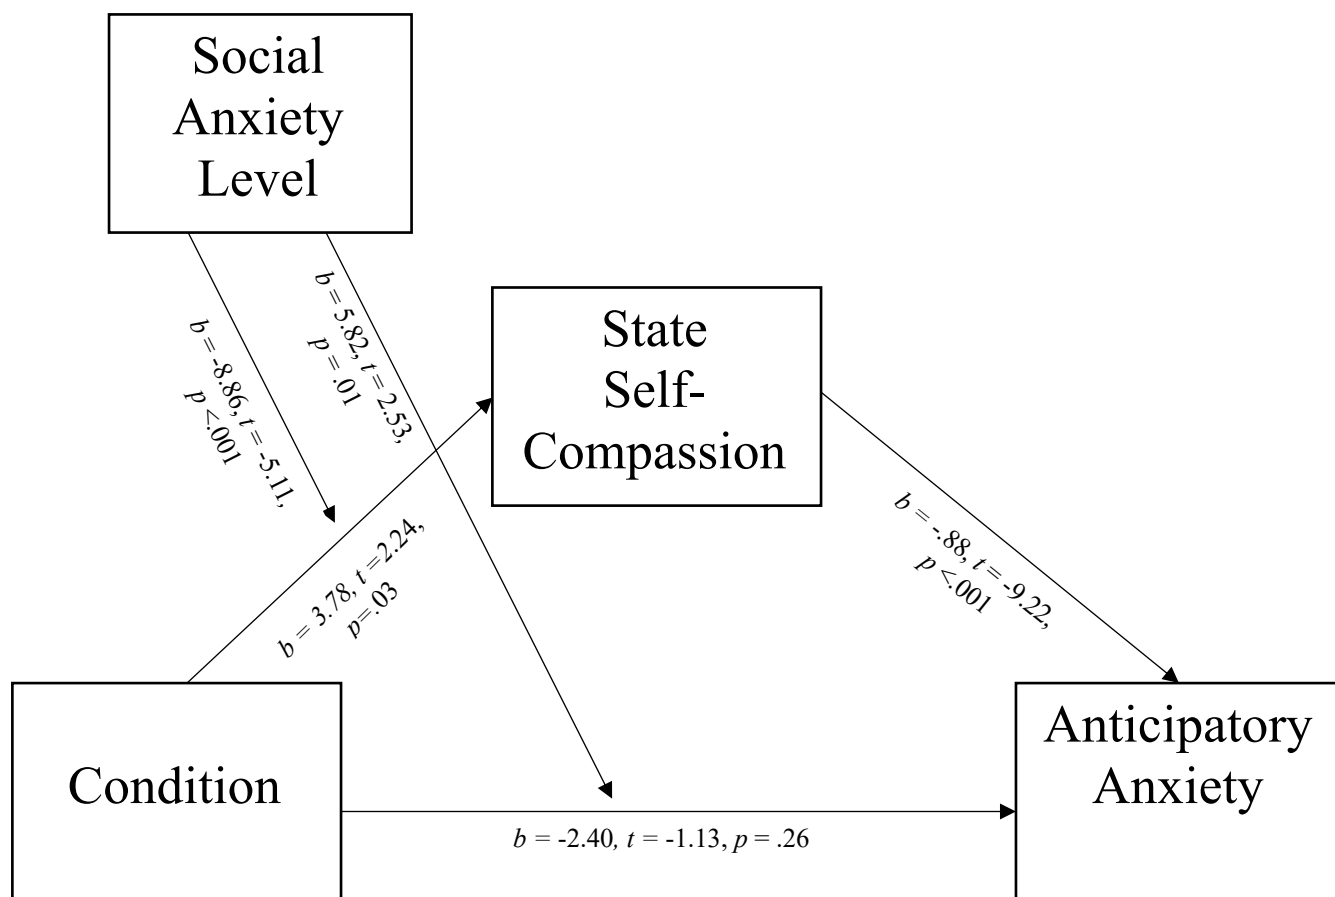 Social
Anxiety
Level
b = -8.86, t = -5.11,
p <.001
b = 5.82, t = 2.53,
p = .01
State
Self-
Compassion
b = 3.78, t =2.24,
p=.03
b = -.88, t = -9.22,
p <.001
Condition
b = -2.40, t = -1.13, p = .26
Anticipatory
Anxiety